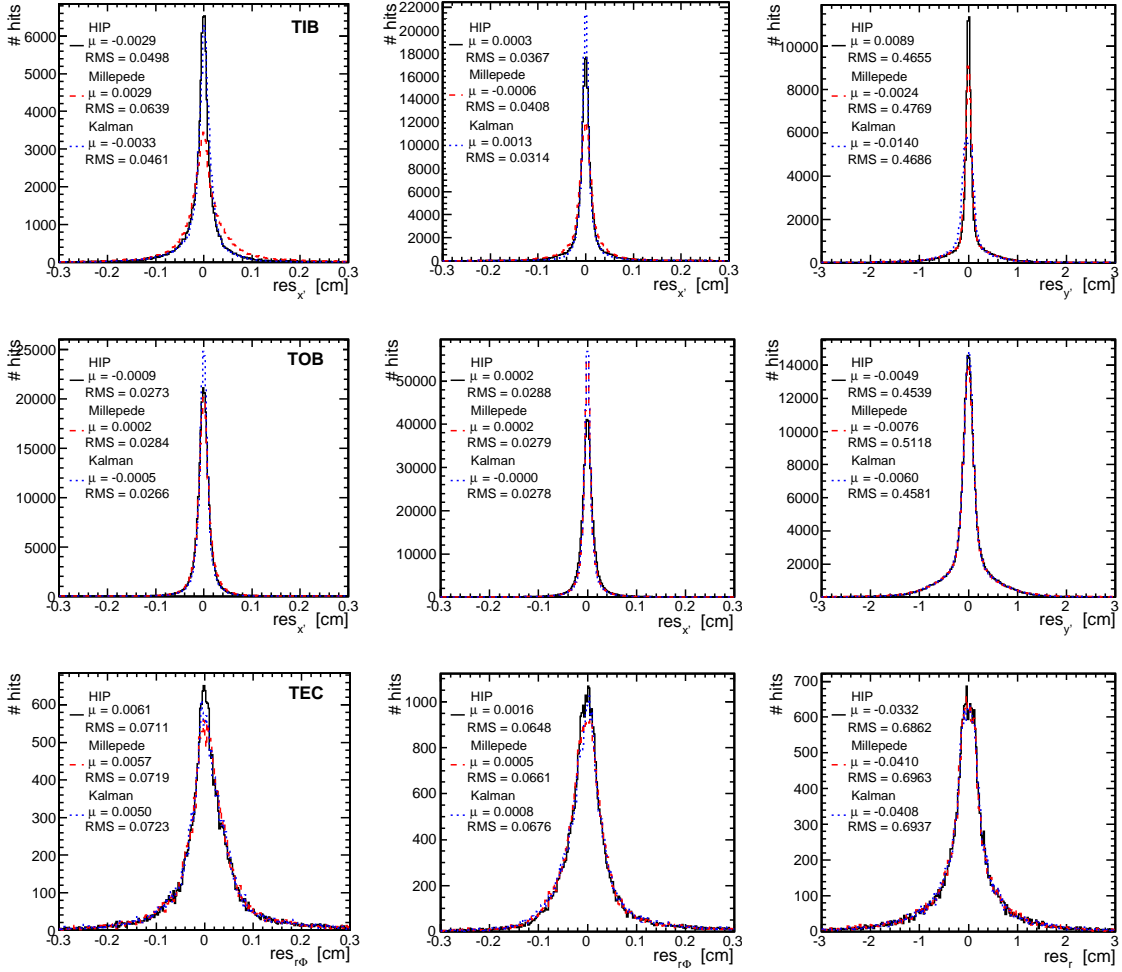 # hits
TIB
HIP
μ = -0.0029
RMS = 0.0498
Millepede
μ = 0.0029
RMS = 0.0639
Kalman
μ = -0.0033
RMS = 0.0461
6000
5000
4000
3000
2000
1000
0
-0.3 -0.2 -0.1 0 0.1 0.2 0.3
res x' [cm]
# hits
HIP
μ = 0.0003
RMS = 0.0367
Millepede
μ = -0.0006
RMS = 0.0408
Kalman
μ = 0.0013
RMS = 0.0314
22000
20000
18000
16000
14000
12000
10000
8000
6000
4000
2000
0
-0.3 -0.2 -0.1 0 0.1 0.2 0.3
res x' [cm]
# hits
HIP
μ = 0.0089
RMS = 0.4655
Millepede
μ = -0.0024
RMS = 0.4769
Kalman
μ = -0.0140
RMS = 0.4686
10000
8000
6000
4000
2000
0
-3 -2 -1 0 1 2 3
res y' [cm]
# hits
TOB
HIP
μ = -0.0009
RMS = 0.0273
Millepede
μ = 0.0002
RMS = 0.0284
Kalman
μ = -0.0005
RMS = 0.0266
25000
20000
15000
10000
5000
0
-0.3 -0.2 -0.1 0 0.1 0.2 0.3
res x' [cm]
# hits
HIP
μ = 0.0002
RMS = 0.0288
Millepede
μ = 0.0002
RMS = 0.0279
Kalman
μ = -0.0000
RMS = 0.0278
50000
40000
30000
20000
10000
0
-0.3 -0.2 -0.1 0 0.1 0.2 0.3
res x' [cm]
# hits
HIP
μ = -0.0049
RMS = 0.4539
Millepede
μ = -0.0076
RMS = 0.5118
Kalman
μ = -0.0060
RMS = 0.4581
14000
12000
10000
8000
6000
4000
2000
0
-3 -2 -1 0 1 2 3
res y' [cm]
# hits
TEC
HIP
μ = 0.0061
RMS = 0.0711
Millepede
μ = 0.0057
RMS = 0.0719
Kalman
μ = 0.0050
RMS = 0.0723
600
500
400
300
200
100
0
-0.3 -0.2 -0.1 0 0.1 0.2 0.3
res rΦ [cm]
# hits
HIP
μ = 0.0016
RMS = 0.0648
Millepede
μ = 0.0005
RMS = 0.0661
Kalman
μ = 0.0008
RMS = 0.0676
1000
800
600
400
200
0
-0.3 -0.2 -0.1 0 0.1 0.2 0.3
res rΦ [cm]
# hits
HIP
μ = -0.0332
RMS = 0.6862
Millepede
μ = -0.0410
RMS = 0.6963
Kalman
μ = -0.0408
RMS = 0.6937
700
600
500
400
300
200
100
0
-3 -2 -1 0 1 2 3
res r [cm]